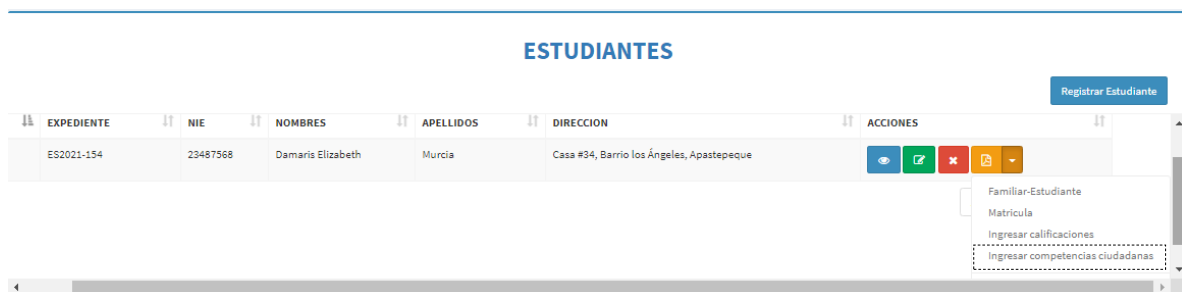 ESTUDIANTES
Registrar Estudiante
EXPEDIENTE NIE NOMBRES APELLIDOS DIRECCION ACCIONES
ES2021-154 23487568 Damaris Elizabeth Murcia Casa #34, Barrio los Ángeles, Apastepeque
Familiar-Estudiante
Matricula
Ingresar calificaciones
Ingresar competencias ciudadanas